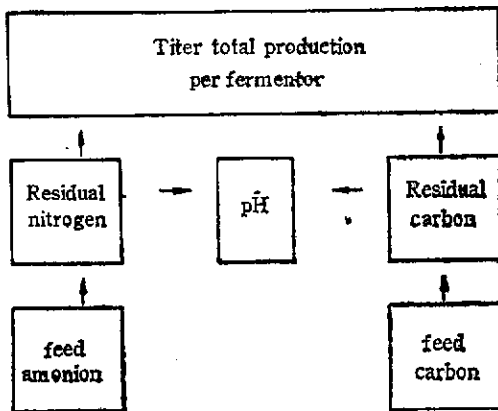 Titer total production
per fermentor
Residual
nitrogen
pH
Residual
carbon
feed
amonion
feed
carbon